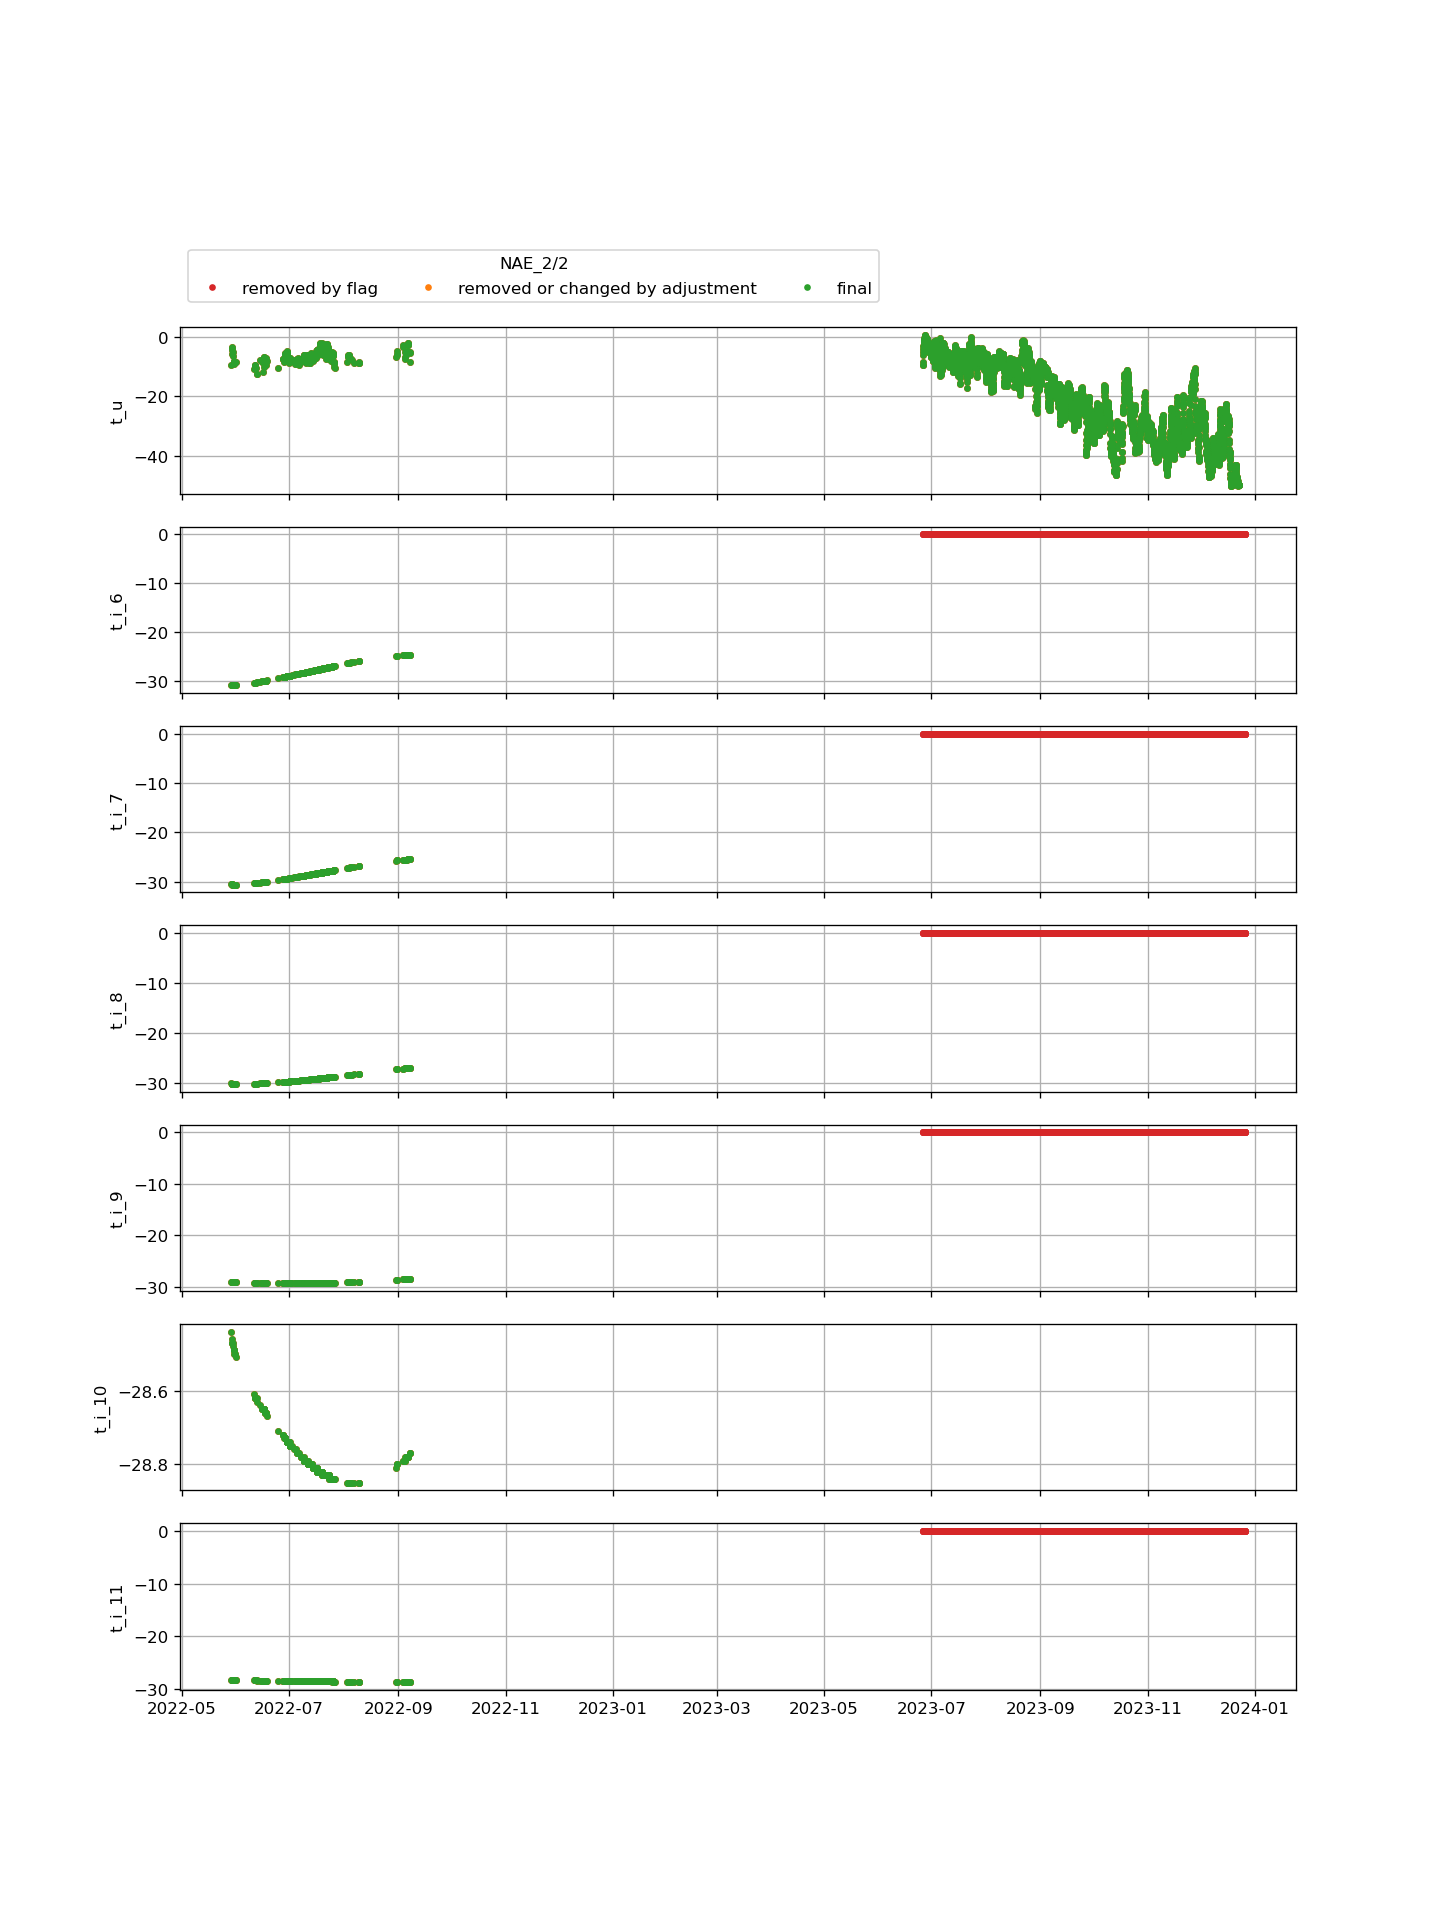 NAE_2/2
removed by flag removed or changed by adjustment final
0
−20
−40
t_u
0
−10
−20
−30
t_i_6
0
−10
−20
−30
t_i_7
0
−10
−20
−30
t_i_8
0
−10
−20
−30
t_i_9
−28.6
−28.8
t_i_10
0
−10
−20
−30
t_i_11
2022-05 2022-07 2022-09 2022-11 2023-01 2023-03 2023-05 2023-07 2023-09 2023-11 2024-01